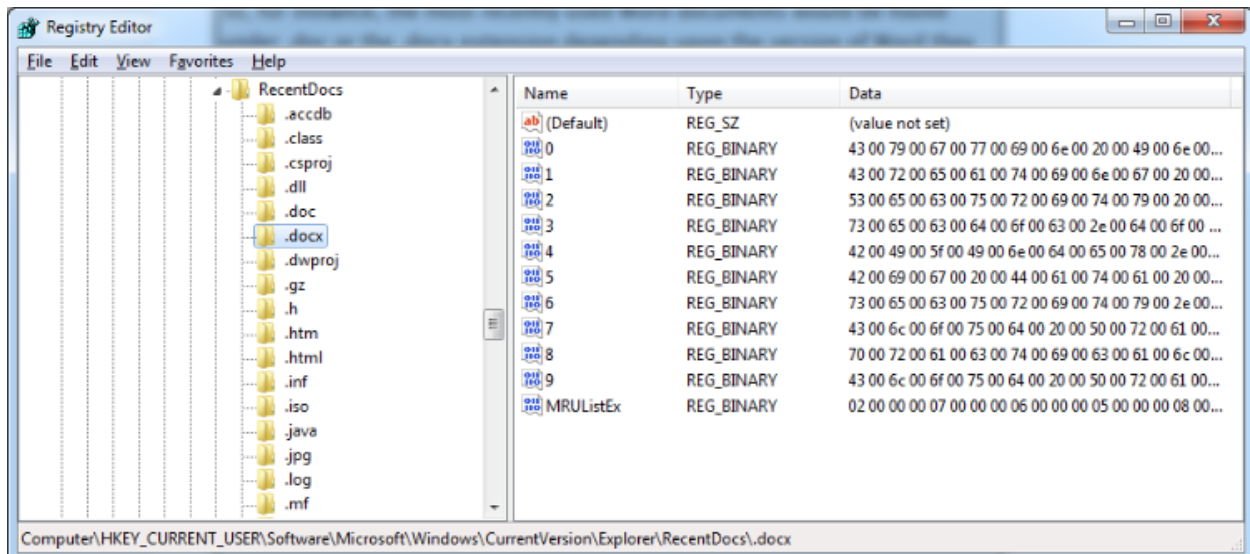 Registry Editor
File Edit View Favorites Help
RecentDocs
.accdb
.class
.csproj
.dll
.doc
.docx
.dwproj
.gz
.h
.htm
.html
.inf
.iso
.java
.jpg
.log
.mf
Name Type Data
(Default) REG_SZ (value not set)
0 REG_BINARY 43 00 79 00 67 00 77 00 69 00 6e 00 20 00 49 00 6e 00...
1 REG_BINARY 43 00 72 00 65 00 61 00 74 00 69 00 6e 00 67 00 20 00...
2 REG_BINARY 53 00 65 00 63 00 75 00 72 00 69 00 74 00 79 00 20 00...
3 REG_BINARY 73 00 65 00 63 00 64 00 6f 00 63 00 2e 00 64 00 6f 00 ...
4 REG_BINARY 42 00 49 00 5f 00 49 00 6e 00 64 00 65 00 78 00 2e 00...
5 REG_BINARY 42 00 69 00 67 00 20 00 44 00 61 00 74 00 61 00 20 00...
6 REG_BINARY 73 00 65 00 63 00 75 00 72 00 69 00 74 00 79 00 2e 00...
7 REG_BINARY 43 00 6c 00 6f 00 75 00 64 00 20 00 50 00 72 00 61 00...
8 REG_BINARY 70 00 72 00 61 00 63 00 74 00 69 00 63 00 61 00 6c 00...
9 REG_BINARY 43 00 6c 00 6f 00 75 00 64 00 20 00 50 00 72 00 61 00...
MRUListEx REG_BINARY 02 00 00 00 07 00 00 00 06 00 00 00 05 00 00 00 08 00...
Computer\HKEY_CURRENT_USER\Software\Microsoft\Windows\CurrentVersion\Explorer\RecentDocs\.docx